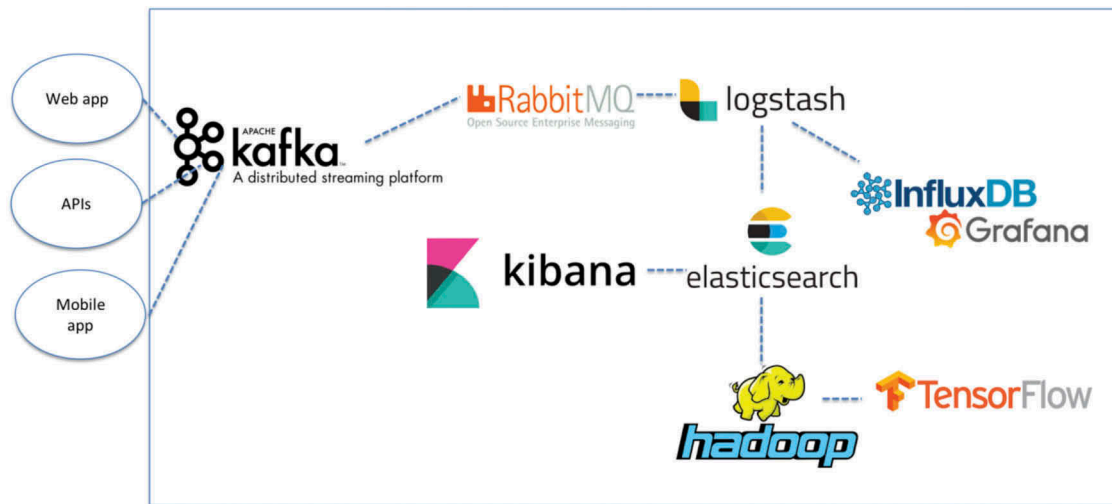 Web app
APIs
Mobile
app
APACHE
kafka
A distributed streaming platform
RabbitMQ
Open Source Enterprise Messaging
logstash
InfluxDB
Grafana
kibana
elasticsearch
hadoop
TensorFlow